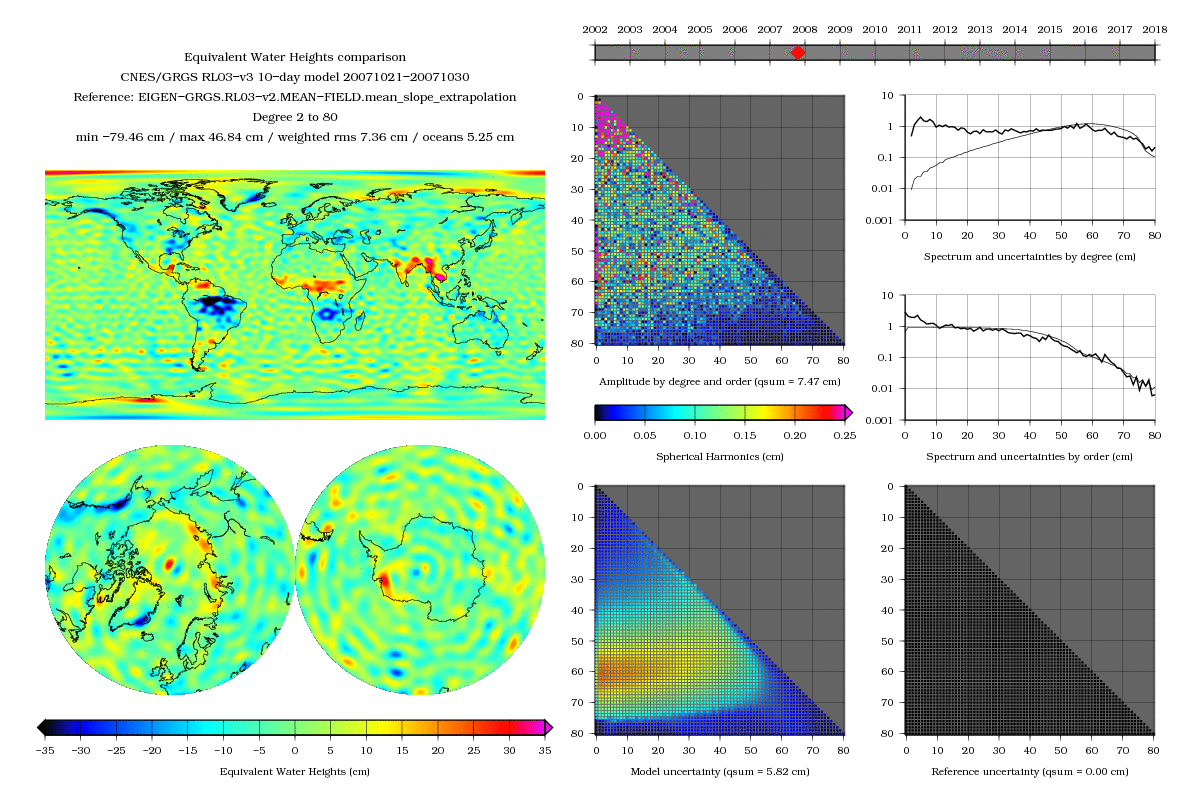 Equivalent Water Heights comparison
CNES/GRGS RL03−v3 10−day model 20071021−20071030
Reference: EIGEN−GRGS.RL03−v2.MEAN−FIELD.mean_slope_extrapolation
Degree 2 to 80
min −79.46 cm / max 46.84 cm / weighted rms 7.36 cm / oceans 5.25 cm
−35 −30 −25 −20 −15 −10 −5 0 5 10 15 20 25 30 35
Equivalent Water Heights (cm)
2002 2003 2004 2005 2006 2007 2008 2009 2010 2011 2012 2013 2014 2015 2016 2017 2018
0
10
20
30
40
50
60
70
80
0 10 20 30 40 50 60 70 80
Amplitude by degree and order (qsum = 7.47 cm)
0.00 0.05 0.10 0.15 0.20 0.25
Spherical Harmonics (cm)
10
1
0.1
0.01
0.001
0 10 20 30 40 50 60 70 80
Spectrum and uncertainties by degree (cm)
10
1
0.1
0.01
0.001
0 10 20 30 40 50 60 70 80
Spectrum and uncertainties by order (cm)
0
10
20
30
40
50
60
70
80
0 10 20 30 40 50 60 70 80
Model uncertainty (qsum = 5.82 cm)
0
10
20
30
40
50
60
70
80
0 10 20 30 40 50 60 70 80
Reference uncertainty (qsum = 0.00 cm)